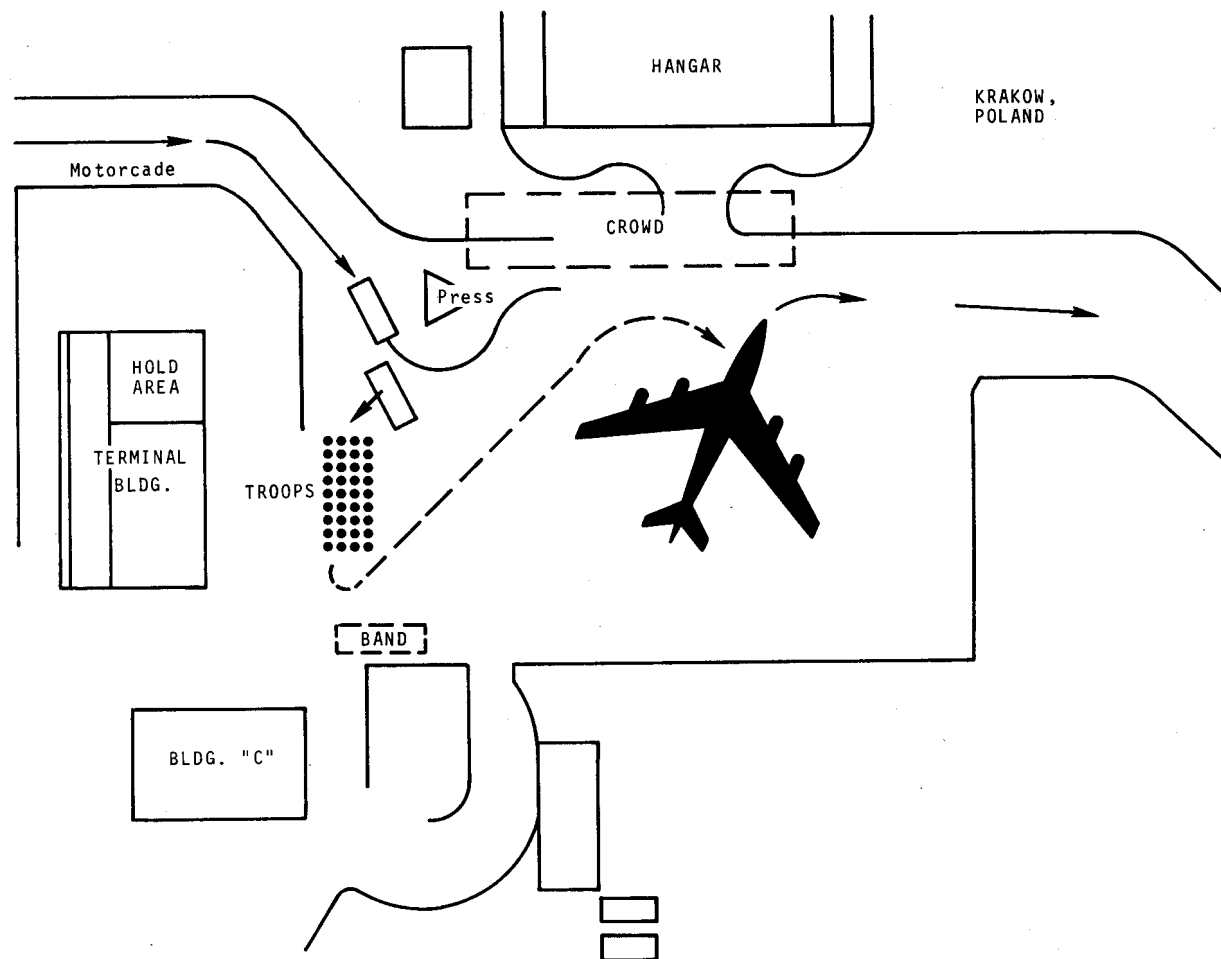 HANGAR
KRAKOW,
POLAND
Motorcade
CROWD
Press
HOLD
AREA
TERMINAL
BLDG.
TROOPS
BAND
BLDG. "C"